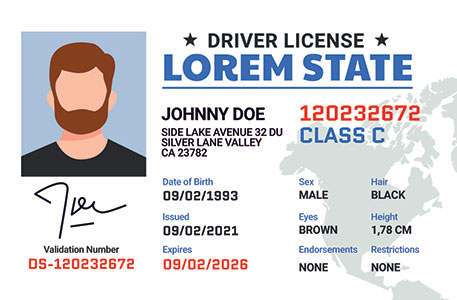 ★ DRIVER LICENSE ★
LOREM STATE
JOHNNY DOE
SIDE LAKE AVENUE 32 DU
SILVER LANE VALLEY
CA 23782
120232672
CLASS C
Date of Birth
09/02/1993
Sex
MALE
Hair
BLACK
Issued
09/02/2021
Eyes
BROWN
Height
1,78 CM
Expires
09/02/2026
Endorsements
NONE
Restrictions
NONE
Validation Number
DS-120232672